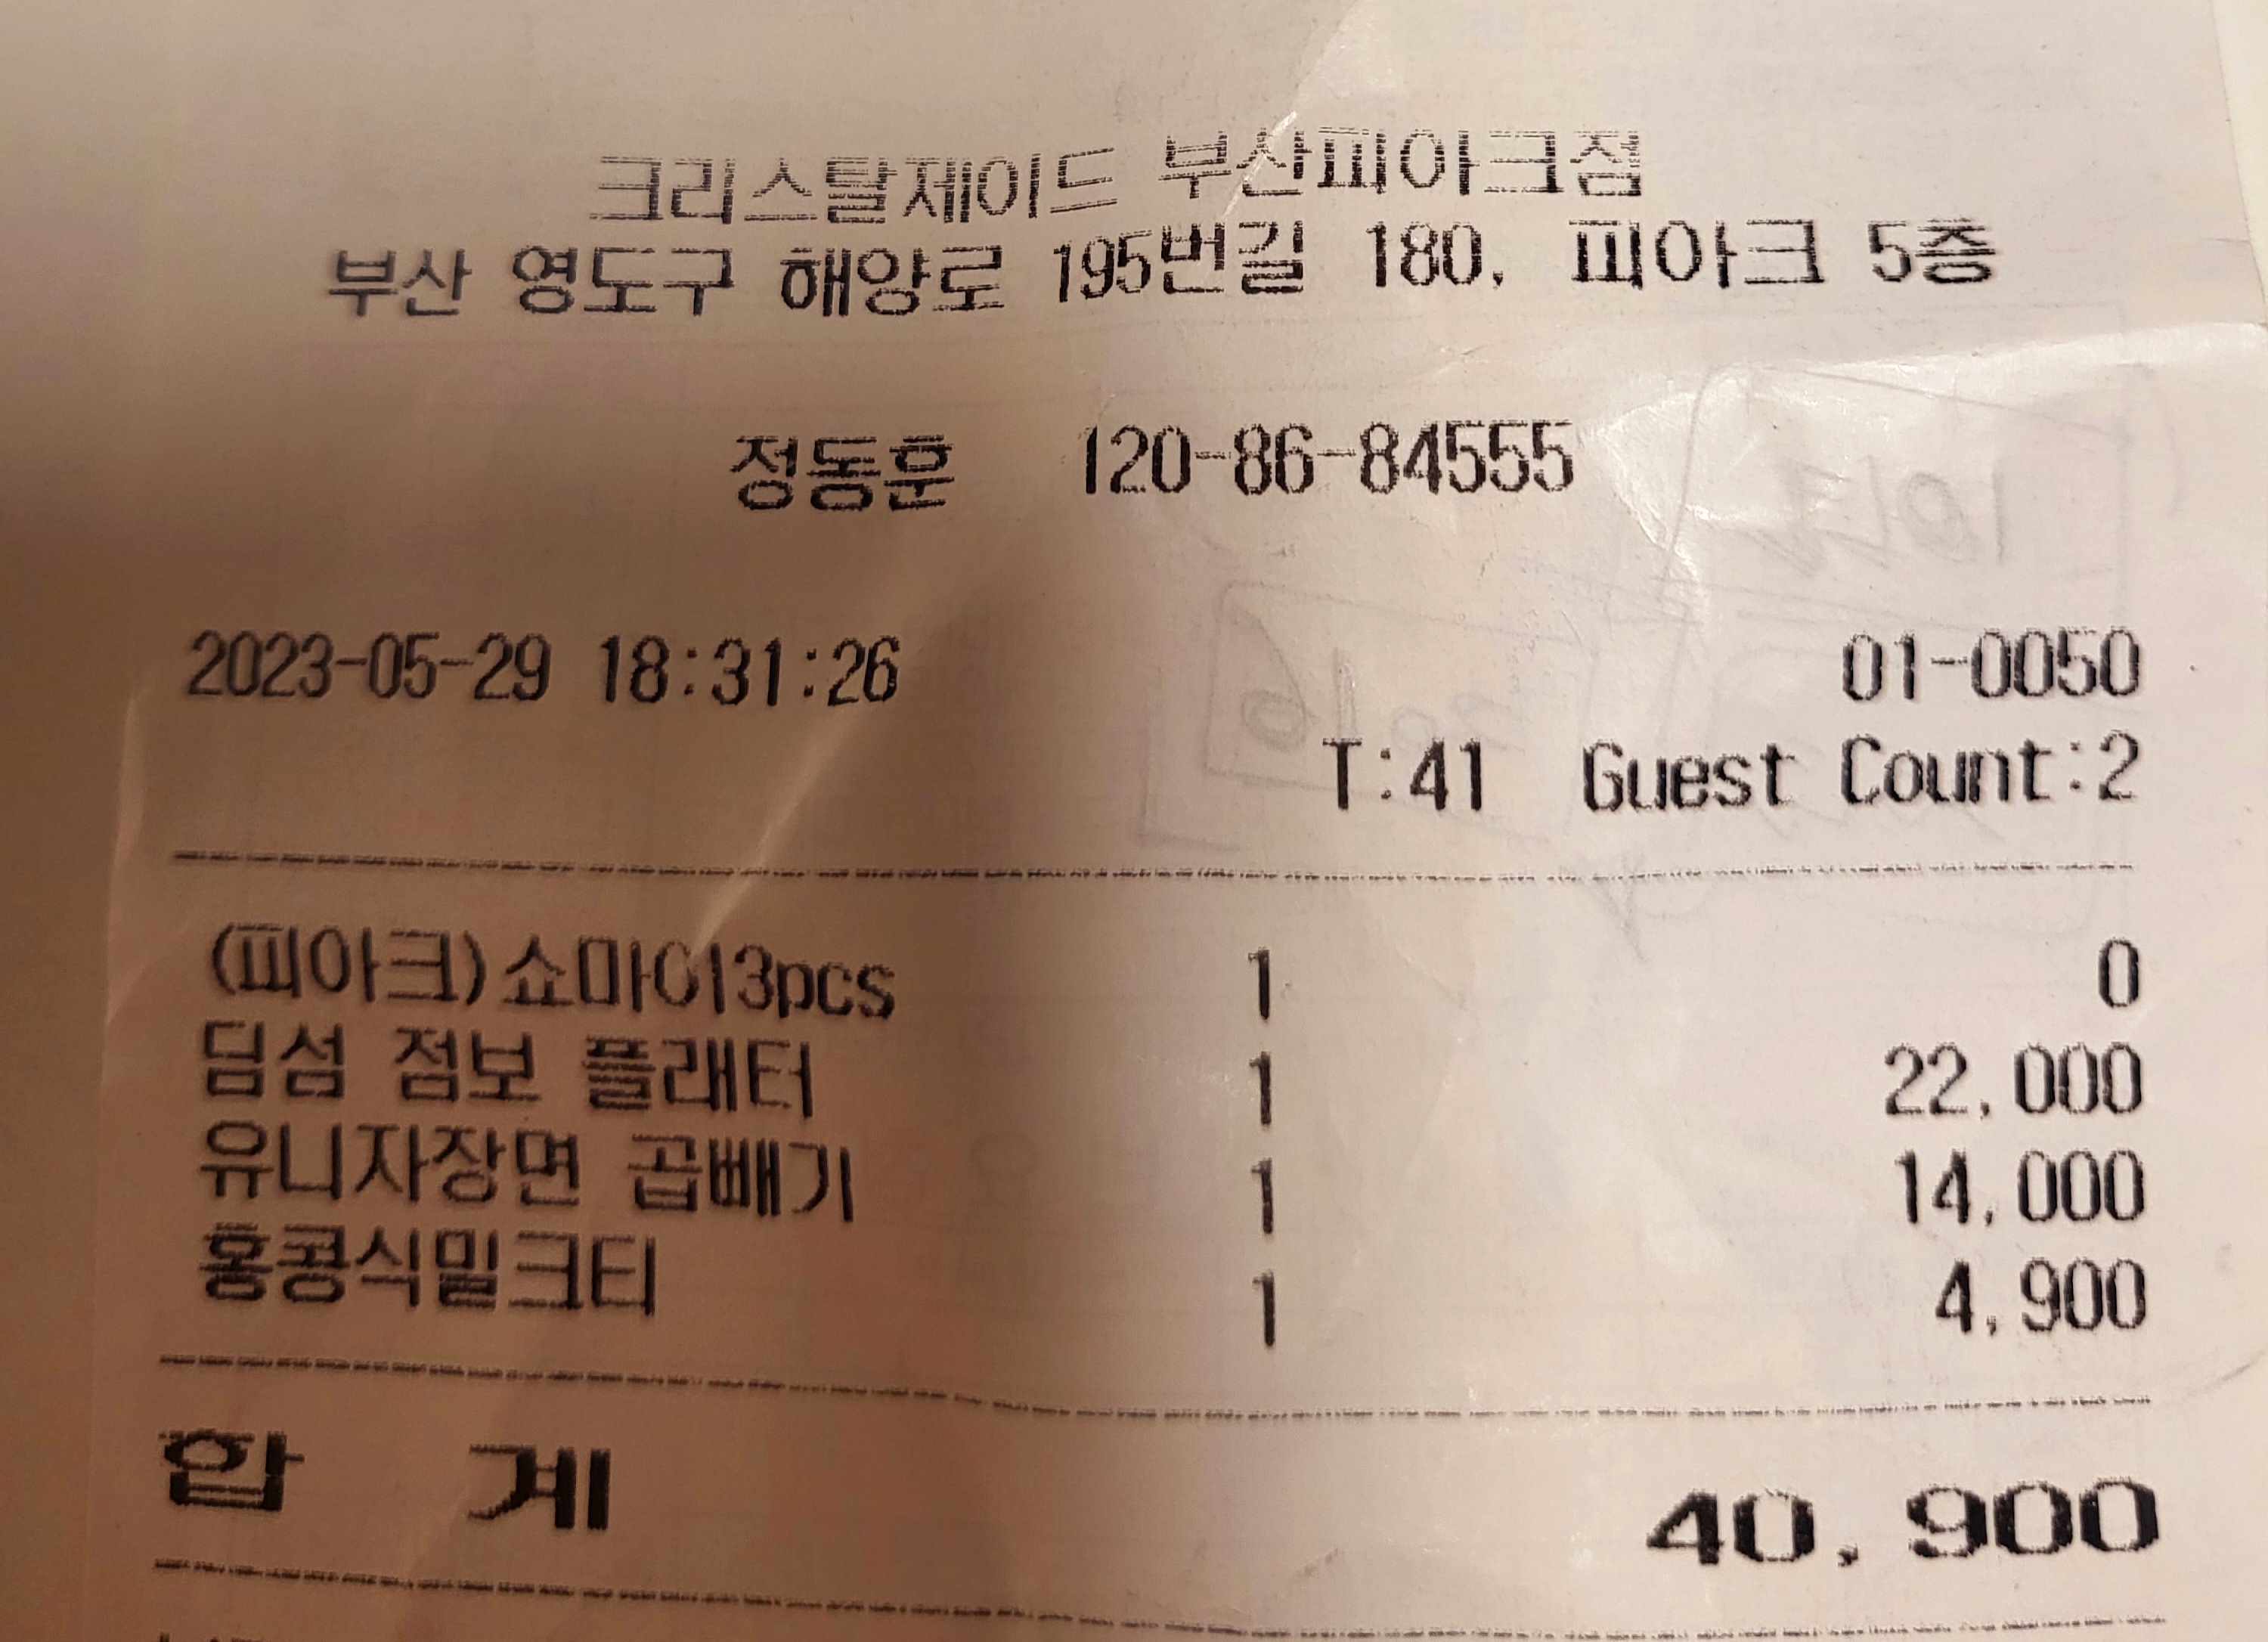 크리스탈제이드 부산피아크점
부산 영도구 해양로 195번길 180, 피아크 5층
정동훈 120-86-84555
2023-05-29 18:31:26 01-0050
T:41 Guest Count:2
(피아크)쇼마이3pcs 1 0
딤섬 점보 플래터 1 22,000
유니자장면 곱빼기 1 14,000
홍콩식밀크티 1 4,900
합 계 40,900